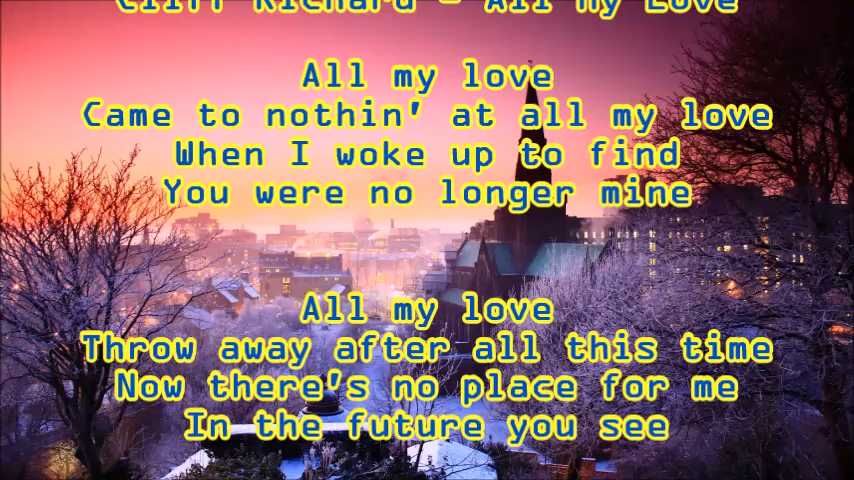 Cliff Richard - All My Love
All my love
Came to nothin' at all my love
When I woke up to find
You were no longer mine
All my love
Throw away after all this time
Now there's no place for me
In the future you see